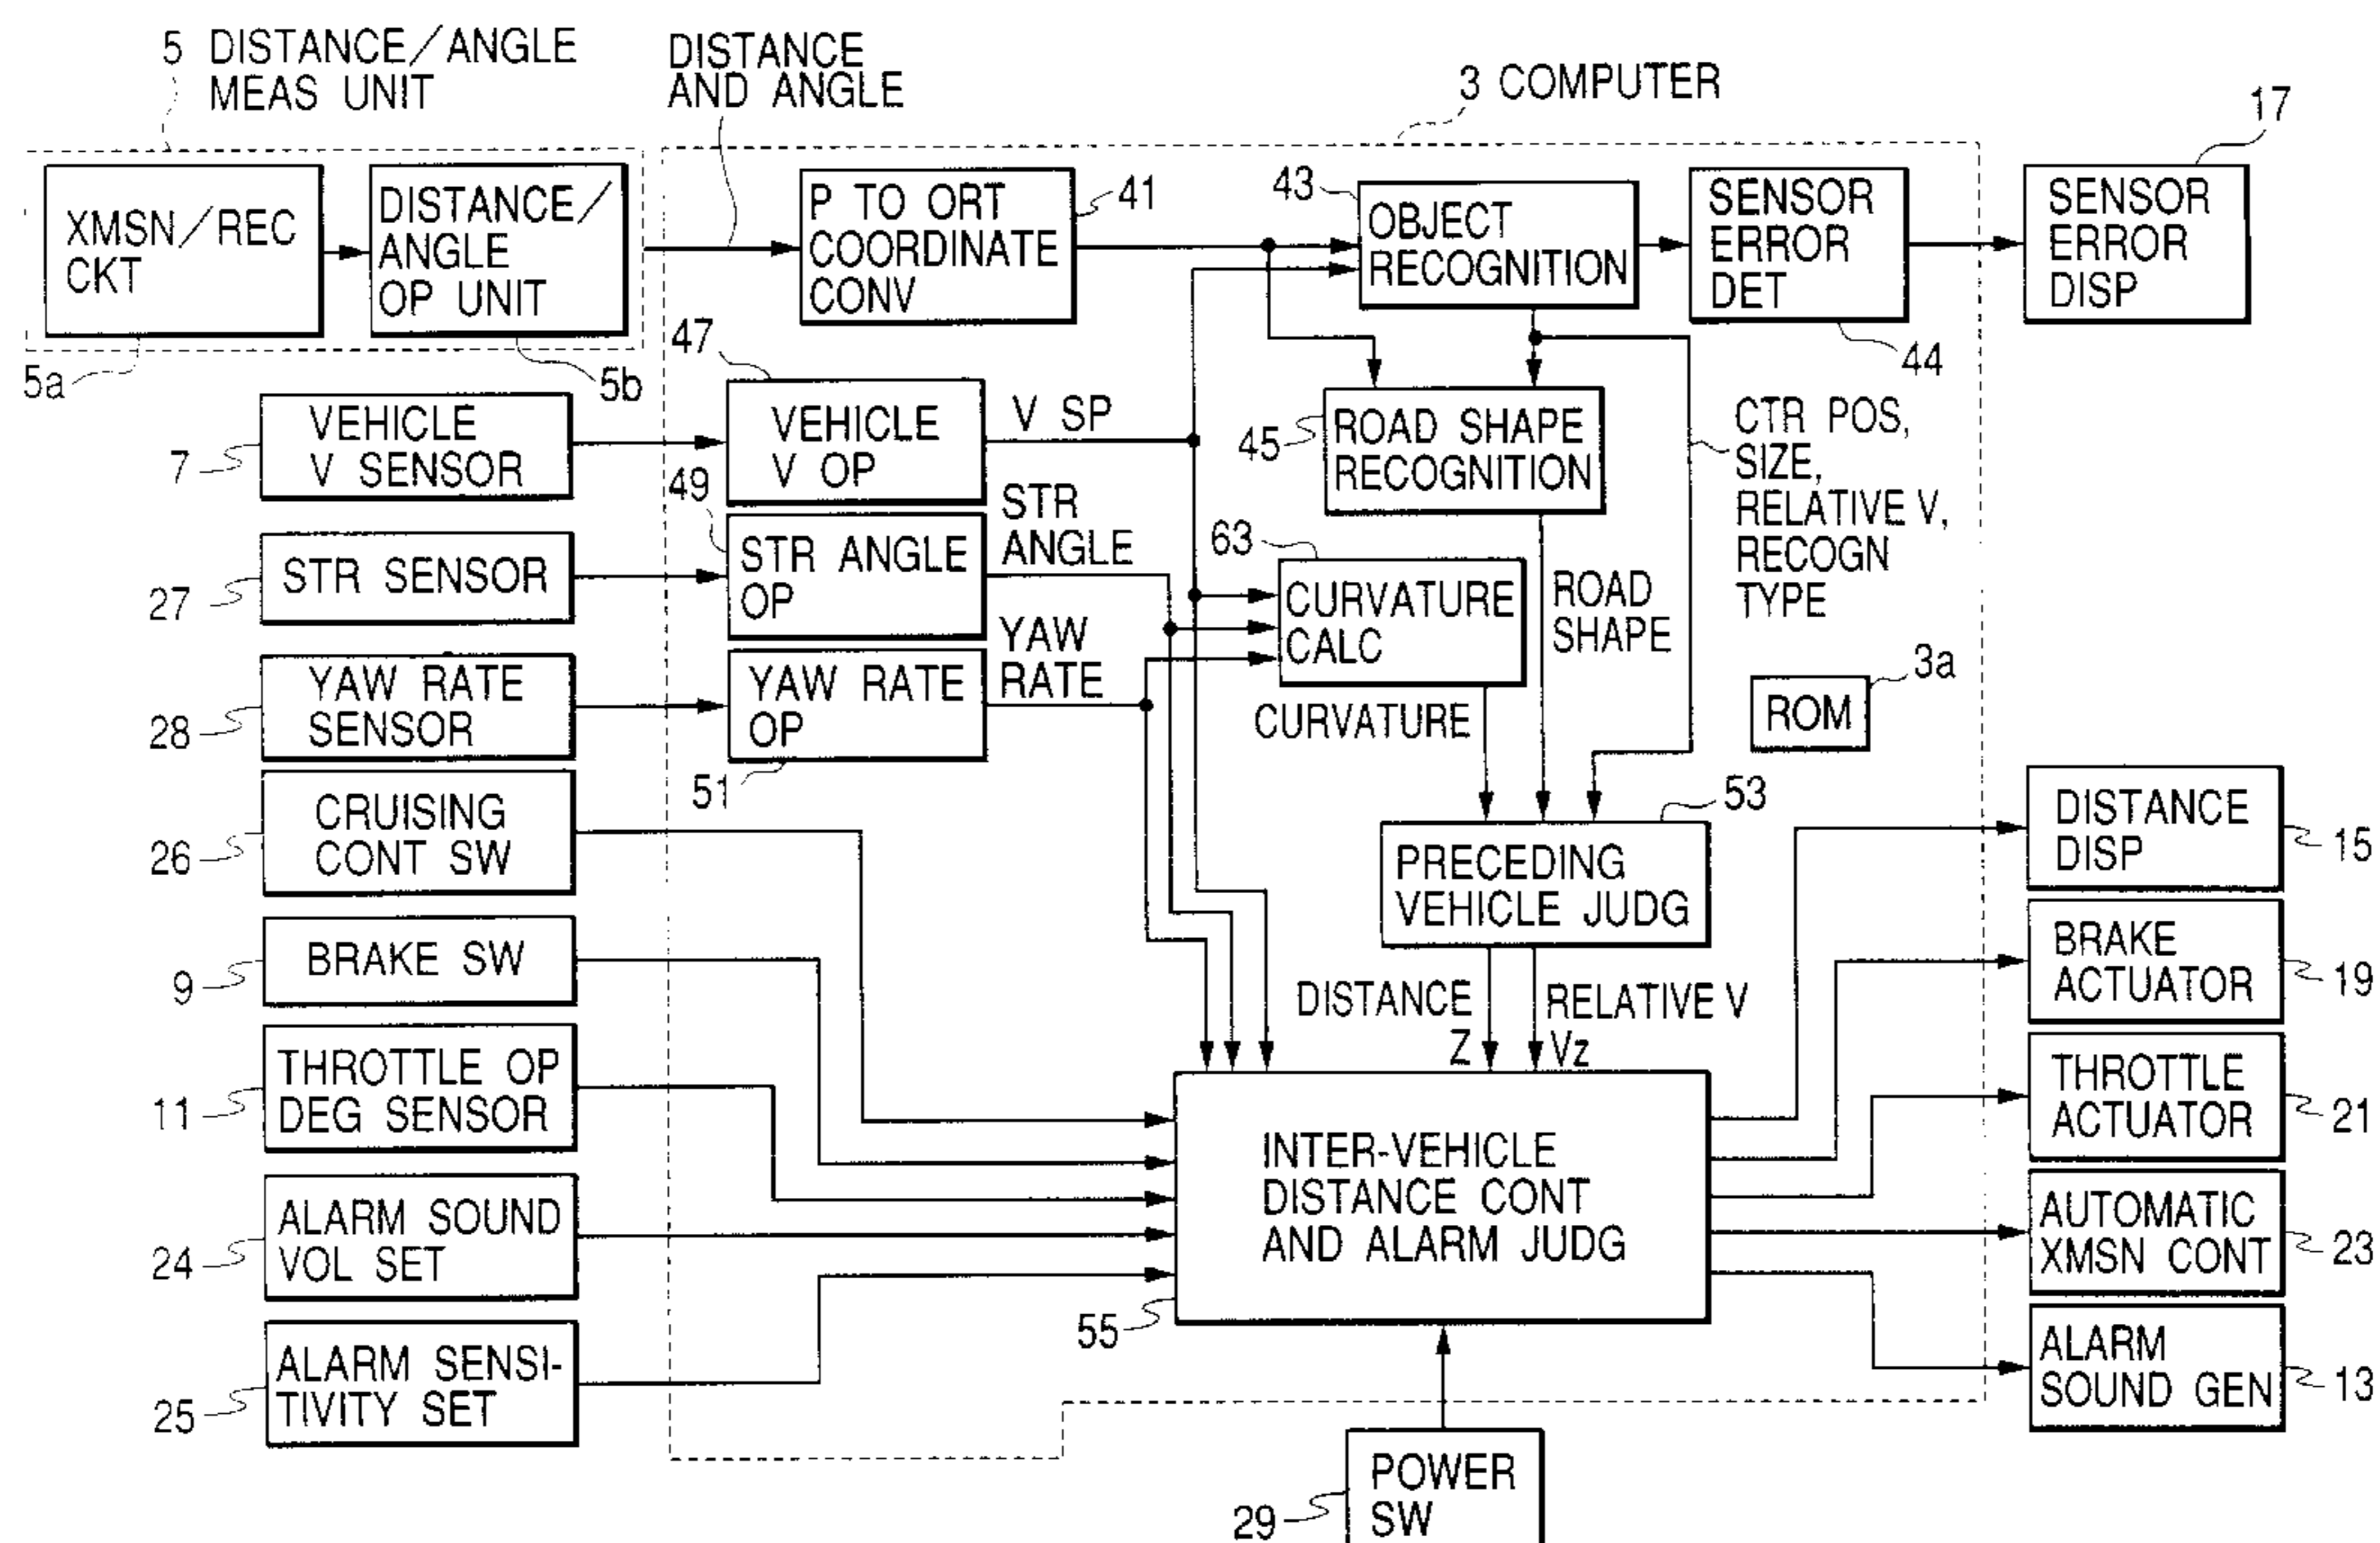 5 DISTANCE/ANGLE
MEAS UNIT
DISTANCE
AND ANGLE
3 COMPUTER
17
XMSN/REC
CKT
DISTANCE/
ANGLE
OP UNIT
P TO ORT
COORDINATE
CONV
41
43
OBJECT
RECOGNITION
SENSOR
ERROR
DET
SENSOR
ERROR
DISP
5a
5b
47
44
VEHICLE
V SENSOR
7
VEHICLE
V OP
V SP
45
ROAD SHAPE
RECOGNITION
CTR POS,
SIZE,
RELATIVE V,
RECOGN
TYPE
49
STR SENSOR
27
STR ANGLE
OP
STR
ANGLE
63
CURVATURE
CALC
ROAD
SHAPE
YAW RATE
SENSOR
28
YAW RATE
OP
YAW
RATE
51
CURVATURE
3a
ROM
CRUISING
CONT SW
26
53
PRECEDING
VEHICLE JUDG
DISTANCE
DISP
15
BRAKE SW
9
DISTANCE
Z
RELATIVE V
Vz
BRAKE
ACTUATOR
19
THROTTLE OP
DEG SENSOR
11
THROTTLE
ACTUATOR
21
ALARM SOUND
VOL SET
24
INTER-VEHICLE
DISTANCE CONT
AND ALARM JUDG
55
AUTOMATIC
XMSN CONT
23
ALARM SENSI-
TIVITY SET
25
ALARM
SOUND GEN
13
POWER
SW
29